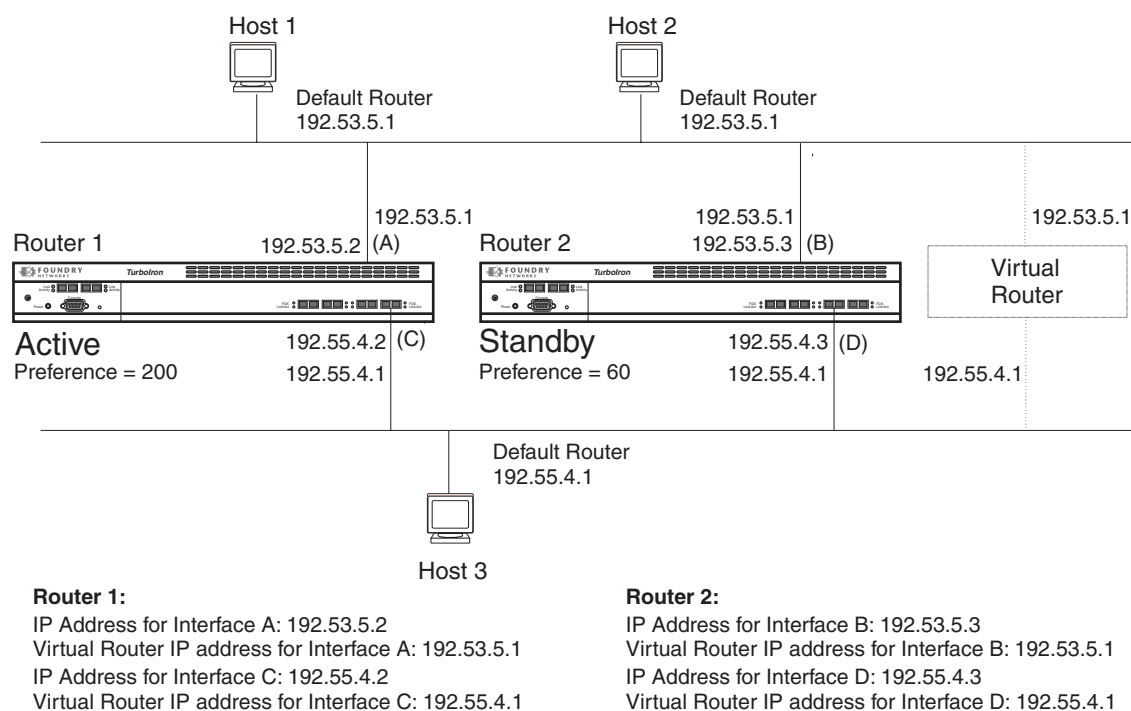 Host 1
Host 2
Default Router
192.53.5.1
Default Router
192.53.5.1
192.53.5.1
192.53.5.1
192.53.5.1
Router 1
192.53.5.2 (A)
Router 2
192.53.5.3 (B)
FOUNDRY
NETWORKS
TurboIron
FOUNDRY
NETWORKS
TurboIron
Virtual
Router
Console
Power
Console
Power
Active
192.55.4.2 (C)
Standby
192.55.4.3 (D)
Preference = 200
192.55.4.1
Preference = 60
192.55.4.1
192.55.4.1
Default Router
192.55.4.1
Host 3
Router 1:
IP Address for Interface A: 192.53.5.2
Virtual Router IP address for Interface A: 192.53.5.1
IP Address for Interface C: 192.55.4.2
Virtual Router IP address for Interface C: 192.55.4.1
Router 2:
IP Address for Interface B: 192.53.5.3
Virtual Router IP address for Interface B: 192.53.5.1
IP Address for Interface D: 192.55.4.3
Virtual Router IP address for Interface D: 192.55.4.1